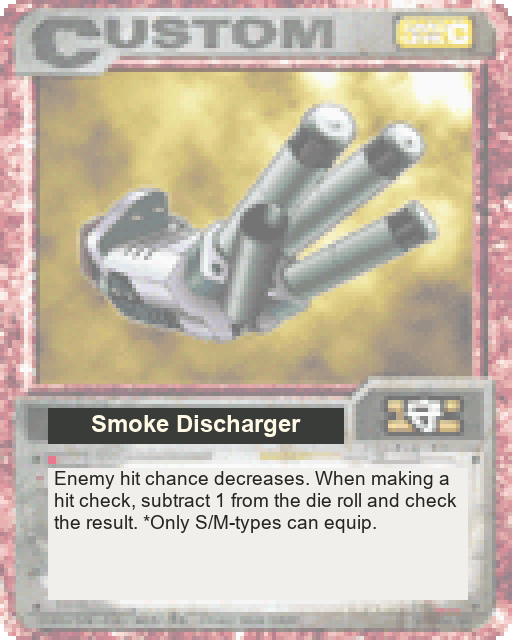 CUSTOM
Smoke Discharger
Enemy hit chance decreases. When making a
hit check, subtract 1 from the die roll and check
the result. *Only S/M-types can equip.